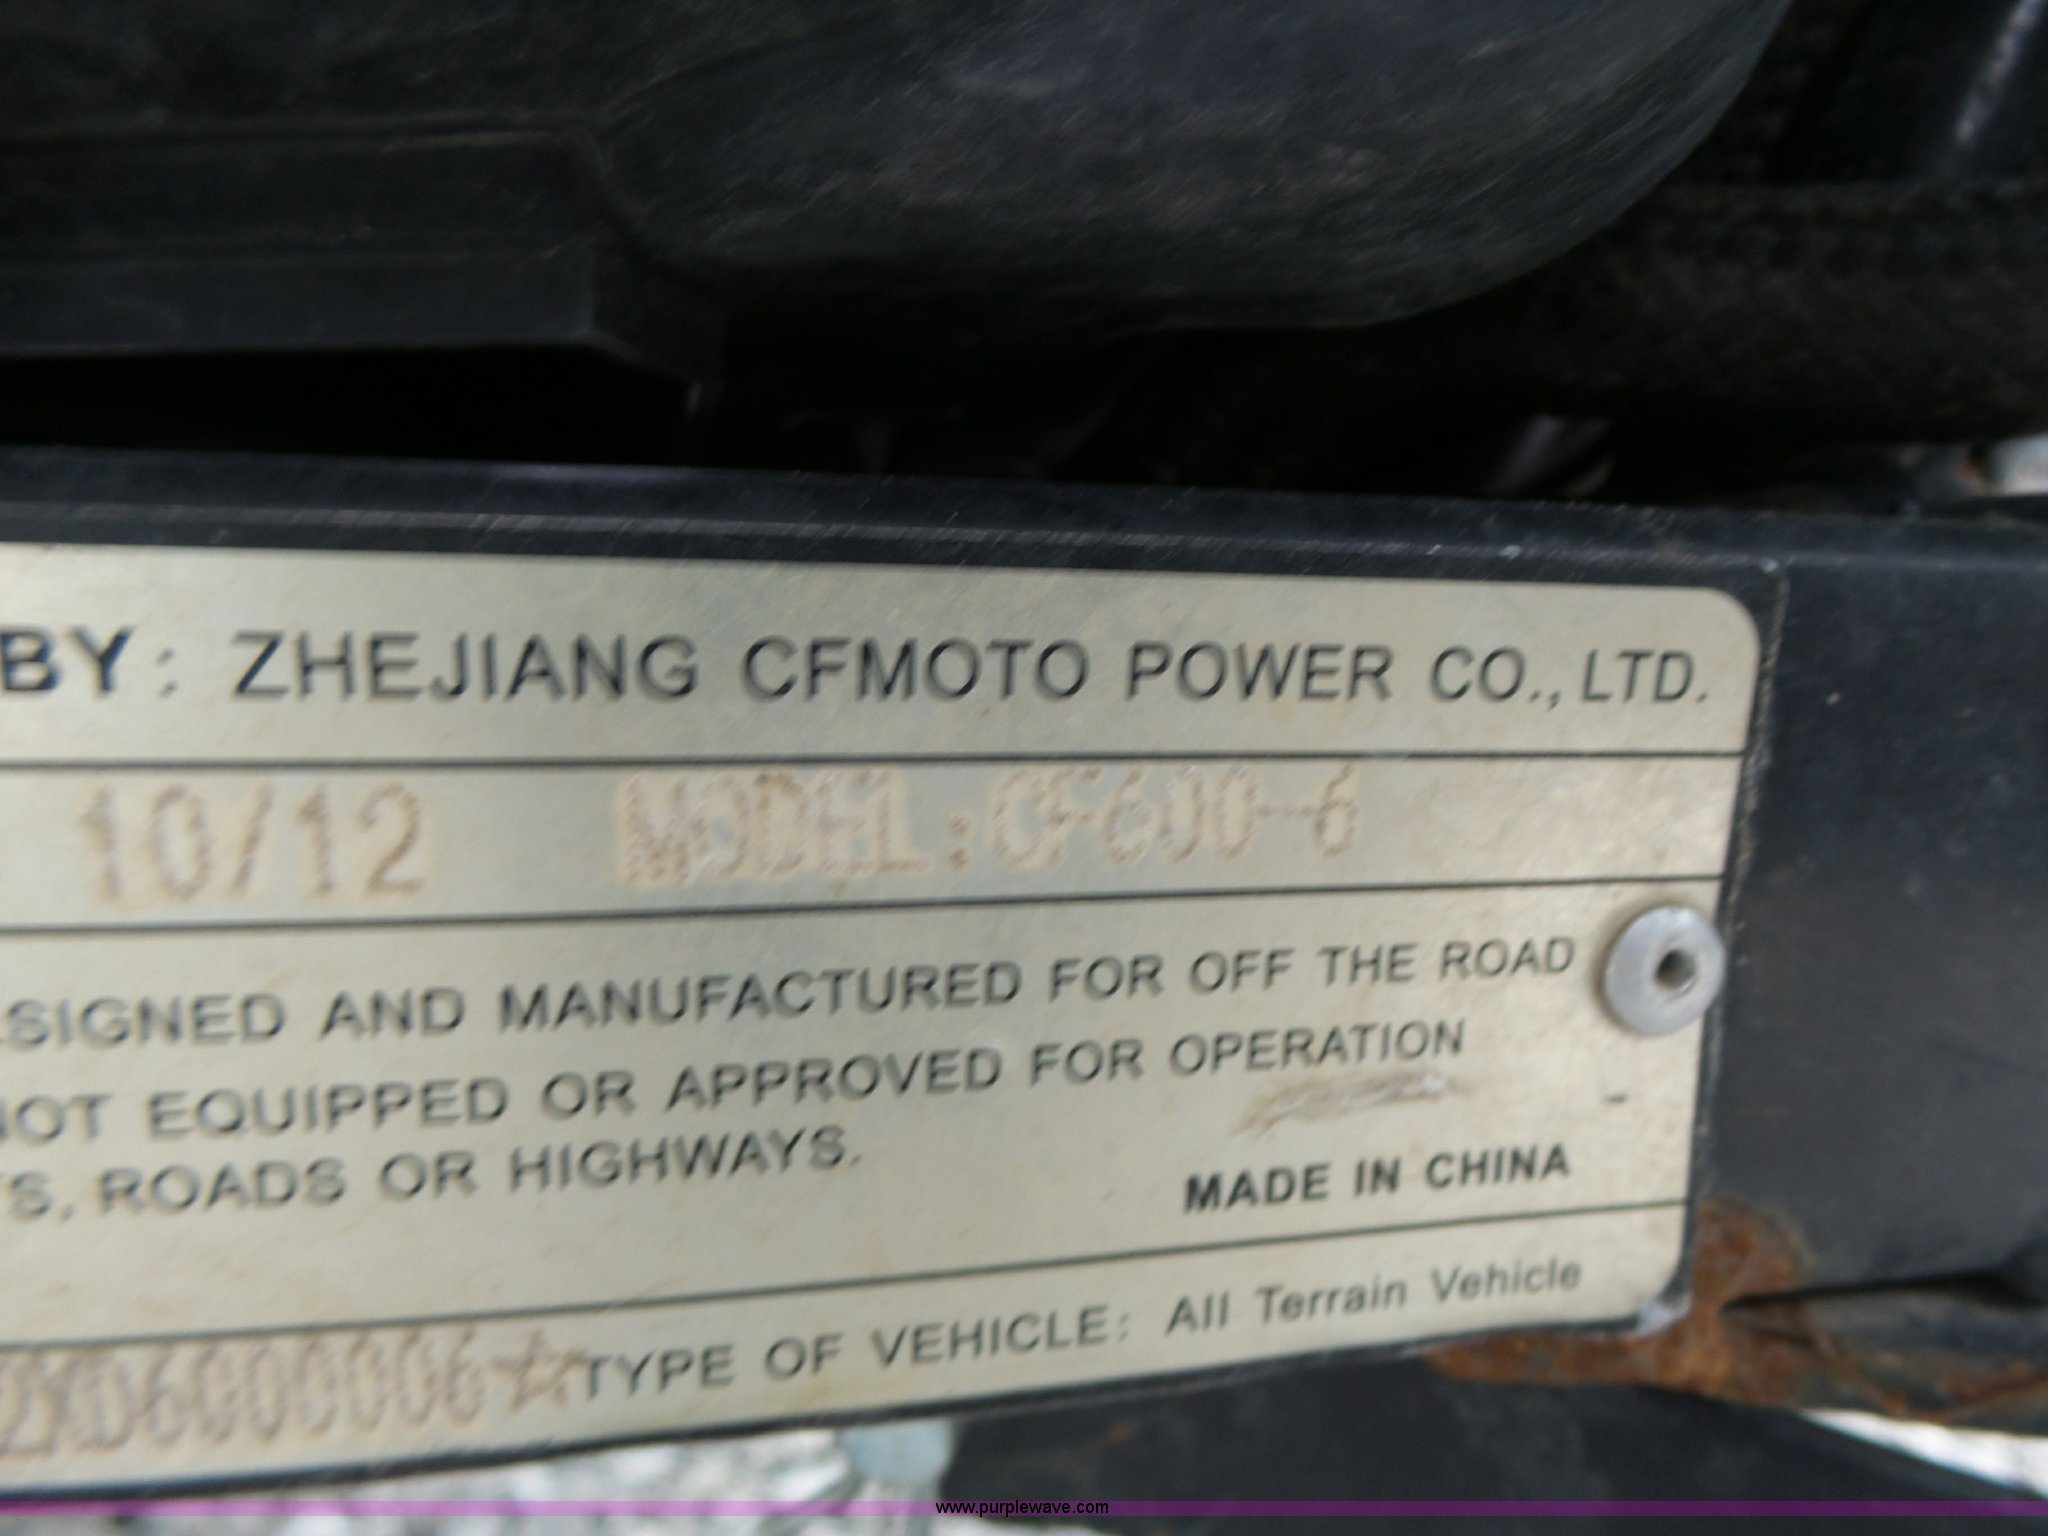 BY: ZHEJIANG CFMOTO POWER CO., LTD.
10/12 MODEL:CF600-6
SIGNED AND MANUFACTURED FOR OFF THE ROAD
NOT EQUIPPED OR APPROVED FOR OPERATION
TS, ROADS OR HIGHWAYS.
MADE IN CHINA
2XD6000006☆ TYPE OF VEHICLE: All Terrain Vehicle
www.purplewave.com